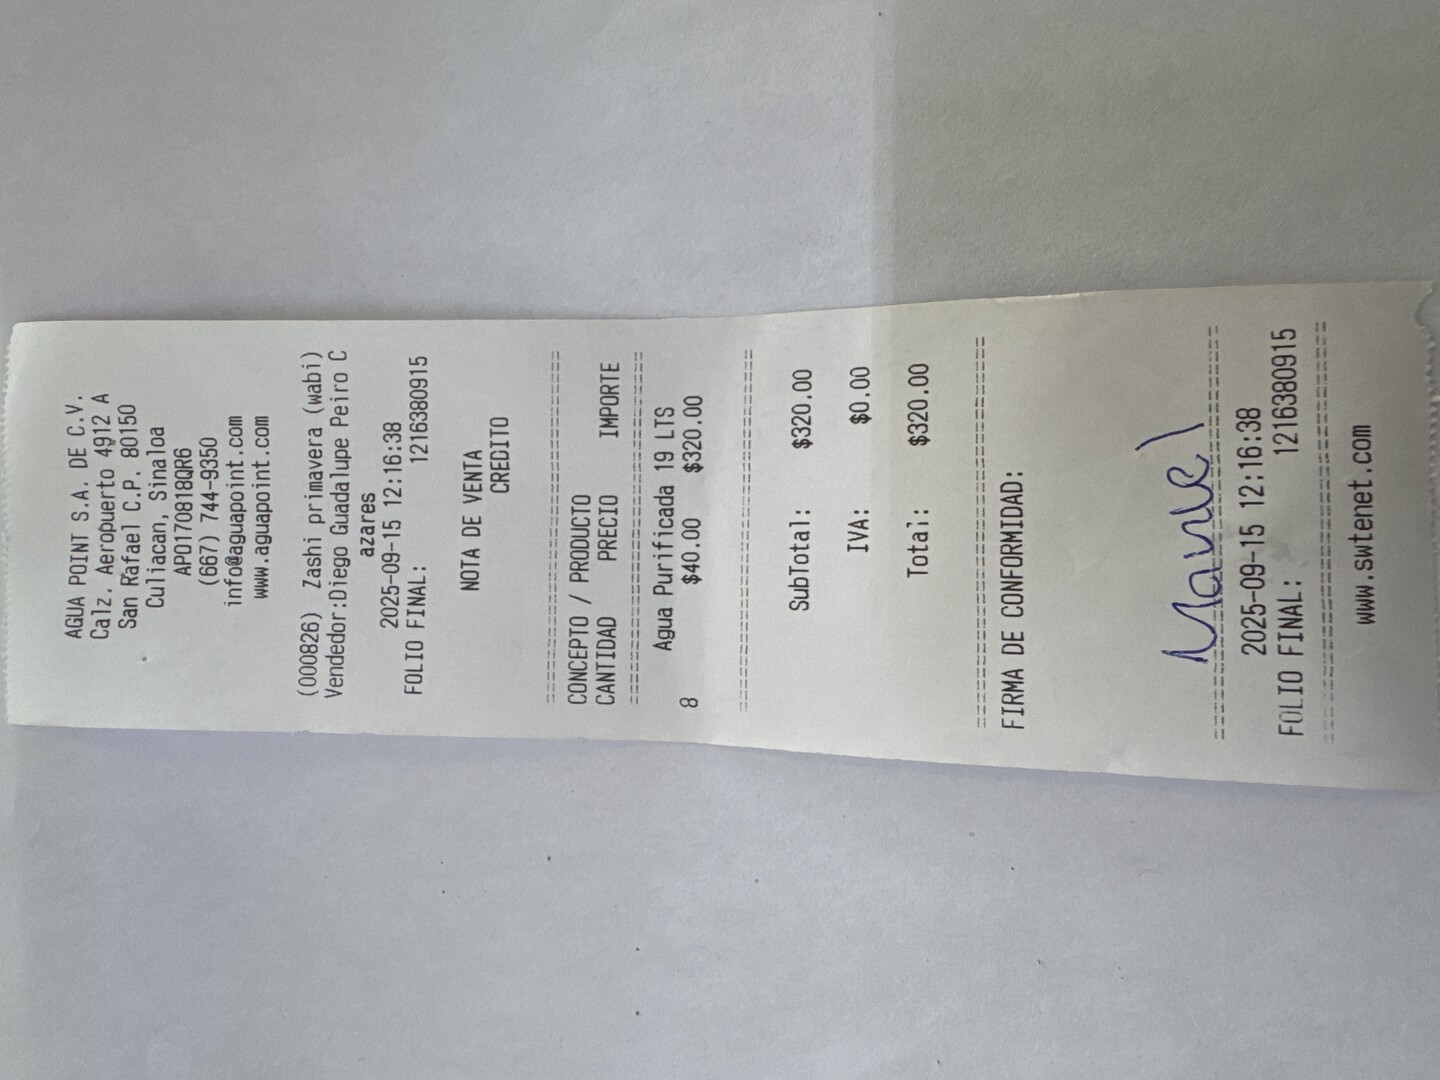 AGUA POINT S.A. DE C.V.
Calz. Aeropuerto 4912 A
San Rafael C.P. 80150
Culiacan, Sinaloa
APO170818QR6
(667) 744-9350
info@aguapoint.com
www.aguapoint.com
(000826) Zashi primavera (wabi)
Vendedor:Diego Guadalupe Peiro C
azares
2025-09-15 12:16:38
FOLIO FINAL: 1216380915
NOTA DE VENTA
CREDITO
================================
CONCEPTO / PRODUCTO
CANTIDAD PRECIO IMPORTE
================================
Agua Purificada 19 LTS
8 $40.00 $320.00
================================
SubTotal: $320.00
IVA: $0.00
Total: $320.00
================================
FIRMA DE CONFORMIDAD:
Manuel
================================
2025-09-15 12:16:38
FOLIO FINAL: 1216380915
================================
www.swtenet.com